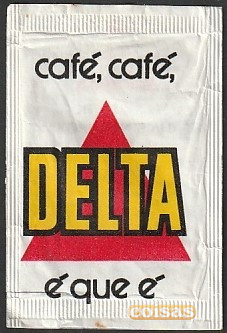 café, café,
DELTA
é que é
coisas